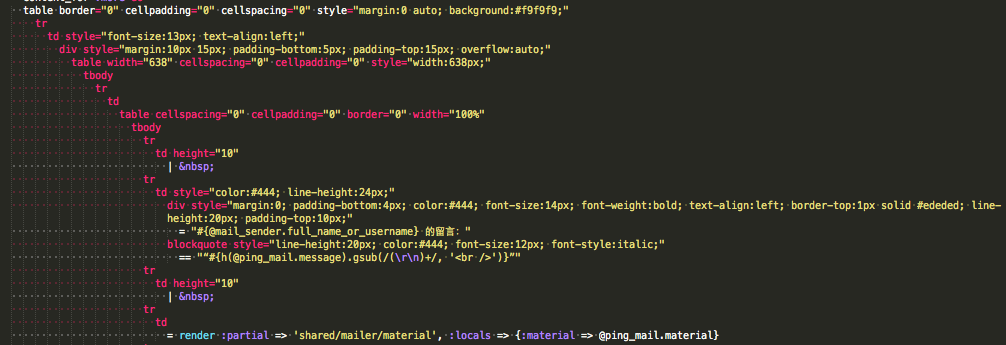 table border="0" cellpadding="0" cellspacing="0" style="margin:0 auto; background:#f9f9f9;"
tr
td style="font-size:13px; text-align:left;"
div style="margin:10px 15px; padding-bottom:5px; padding-top:15px; overflow:auto;"
table width="638" cellspacing="0" cellpadding="0" style="width:638px;"
tbody
tr
td
table cellspacing="0" cellpadding="0" border="0" width="100%"
tbody
tr
td height="10"
| &nbsp;
tr
td style="color:#444; line-height:24px;"
div style="margin:0; padding-bottom:4px; color:#444; font-size:14px; font-weight:bold; text-align:left; border-top:1px solid #ededed; line-
height:20px; padding-top:10px;"
= "#{@mail_sender.full_name_or_username} 的留言："
blockquote style="line-height:20px; color:#444; font-size:12px; font-style:italic;"
== "“#{h(@ping_mail.message).gsub(/(\r\n)+/, '<br />')}”"
tr
td height="10"
| &nbsp;
tr
td
= render :partial => 'shared/mailer/material', :locals => {:material => @ping_mail.material}